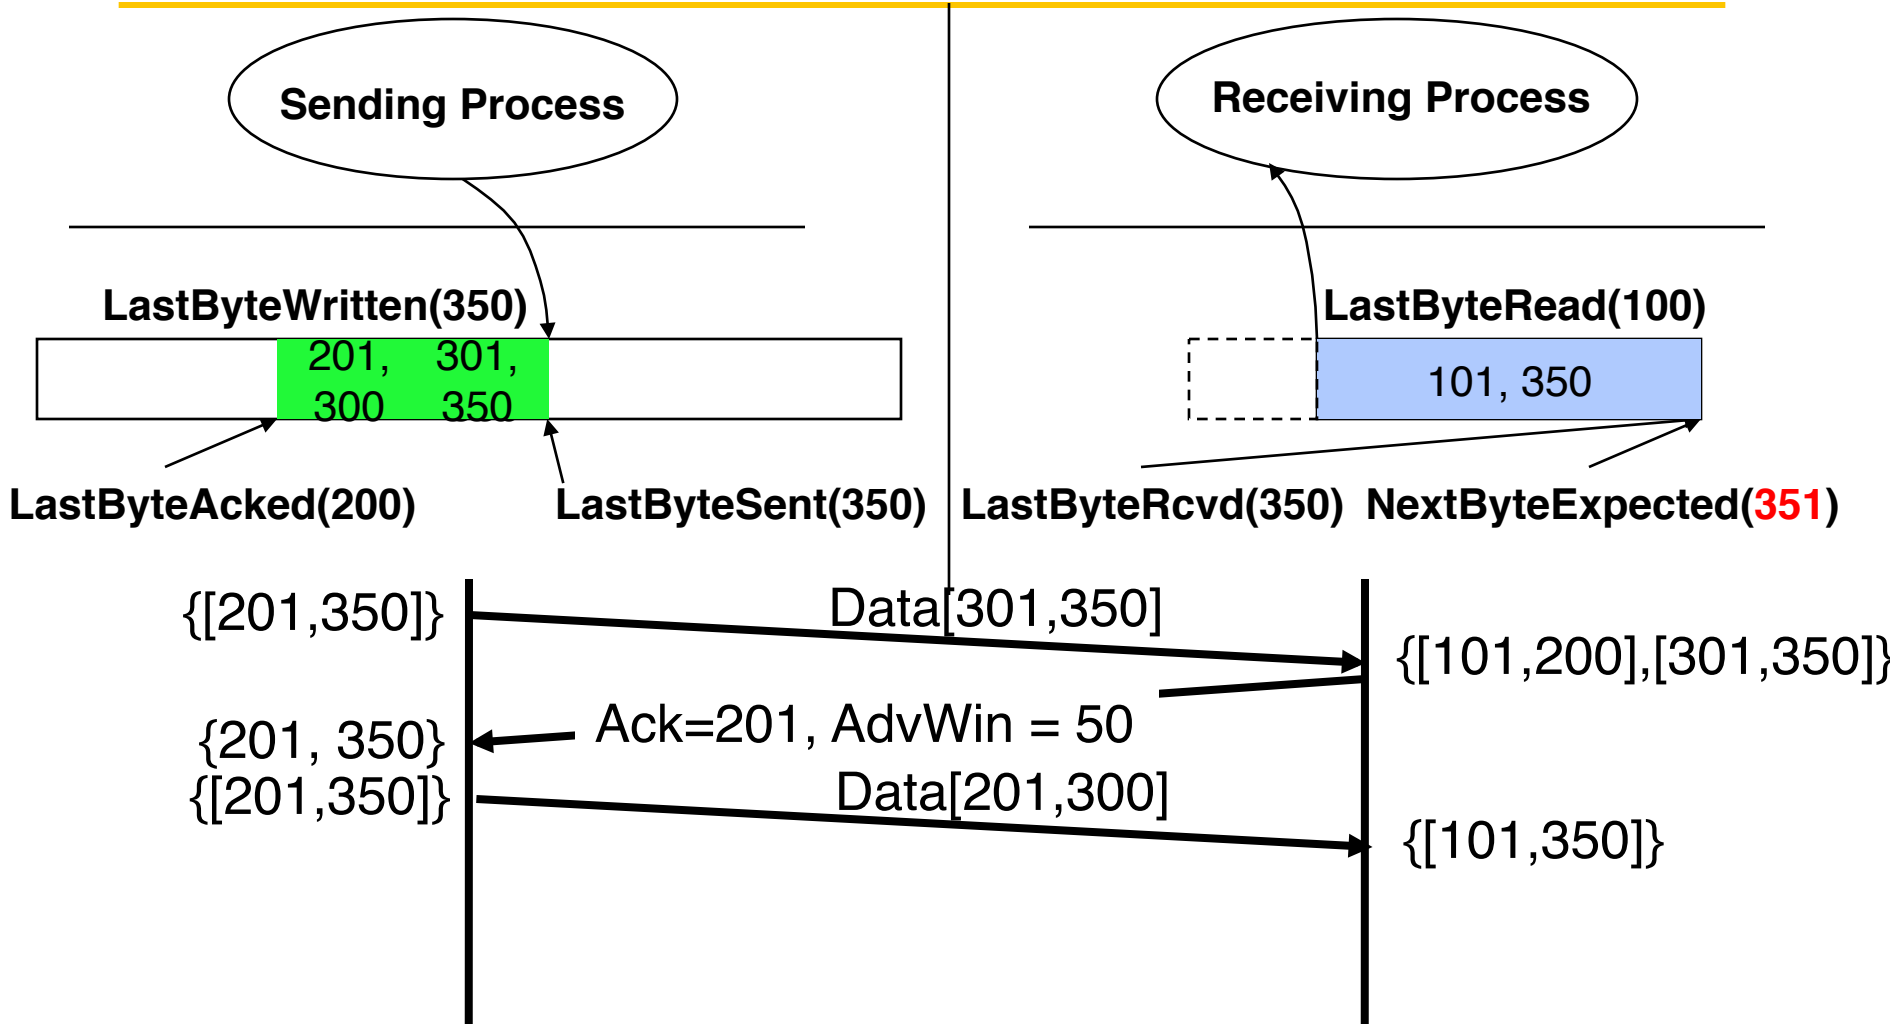 Sending Process
Receiving Process
LastByteWritten(350)
LastByteRead(100)
201, 301,
300 350
101, 350
LastByteAcked(200)
LastByteSent(350)
LastByteRcvd(350)
NextByteExpected(351)
{[201,350]}
Data[301,350]
{[101,200],[301,350]}
Ack=201, AdvWin = 50
{201, 350}
{[201,350]}
Data[201,300]
{[101,350]}